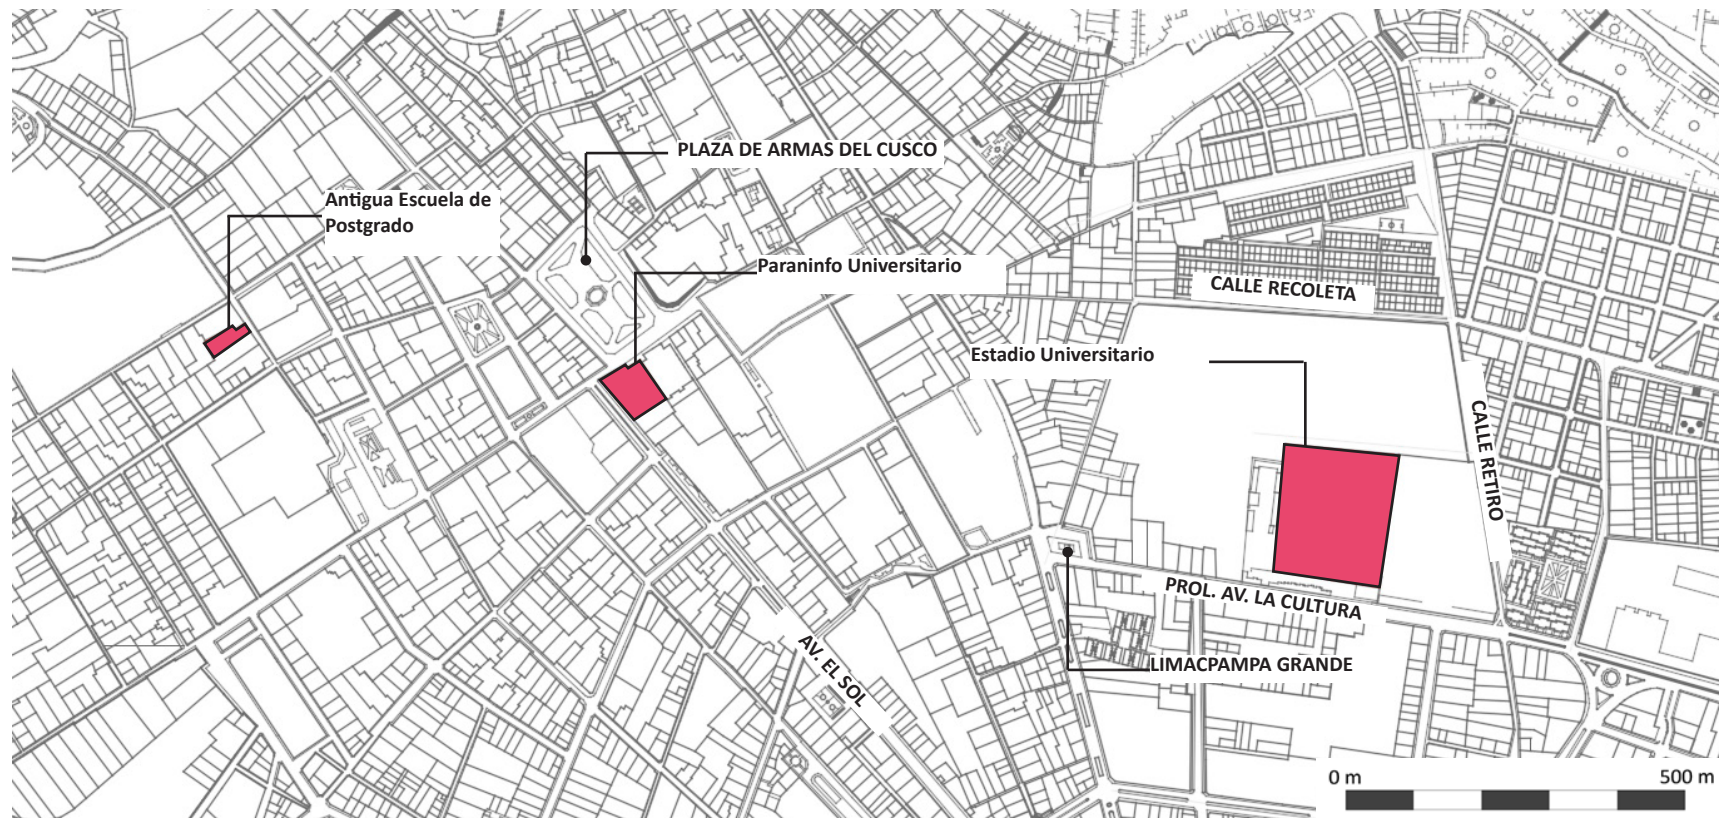 PLAZA DE ARMAS DEL CUSCO
Antigua Escuela de
Postgrado
Paraninfo Universitario
CALLE RECOLETA
Estadio Universitario
CALLE RETIRO
PROL. AV. LA CULTURA
AV. EL SOL
LIMACPAMPA GRANDE
0 m 500 m